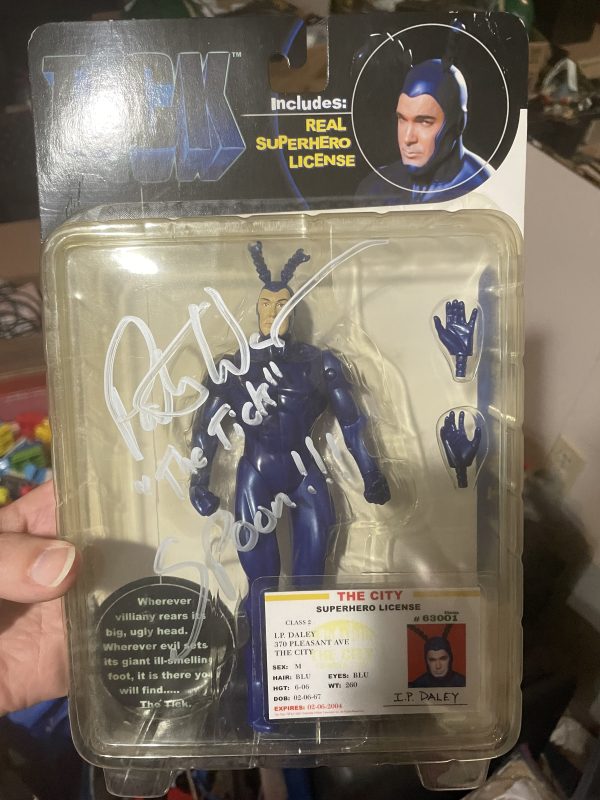 TICK™
Includes:
REAL
SUPERHERO
LICENSE
"The Tick"
Spoon!!!
Wherever
villiany rears its
big, ugly head.
Wherever evil sets
its giant ill-smelling
foot, it is there you
will find.....
The Tick.
THE CITY
SUPERHERO LICENSE
CLASS 2
# 63001
I.P. DALEY
370 PLEASANT AVE
THE CITY
SEX: M
HAIR: BLU EYES: BLU
HGT: 6-06 WT: 260
DOB: 02-06-67
EXPIRES: 02-06-2004
I.P. DALEY